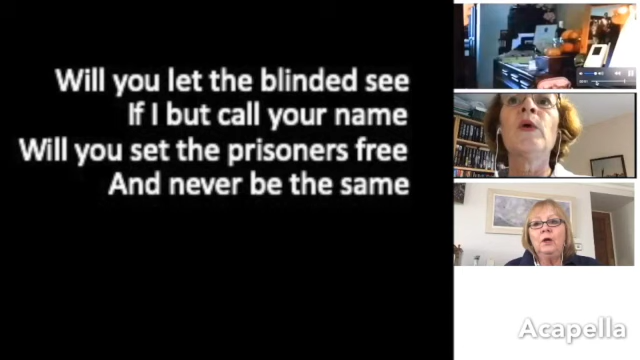 Will you let the blinded see
If I but call your name
Will you set the prisoners free
And never be the same
Acapella